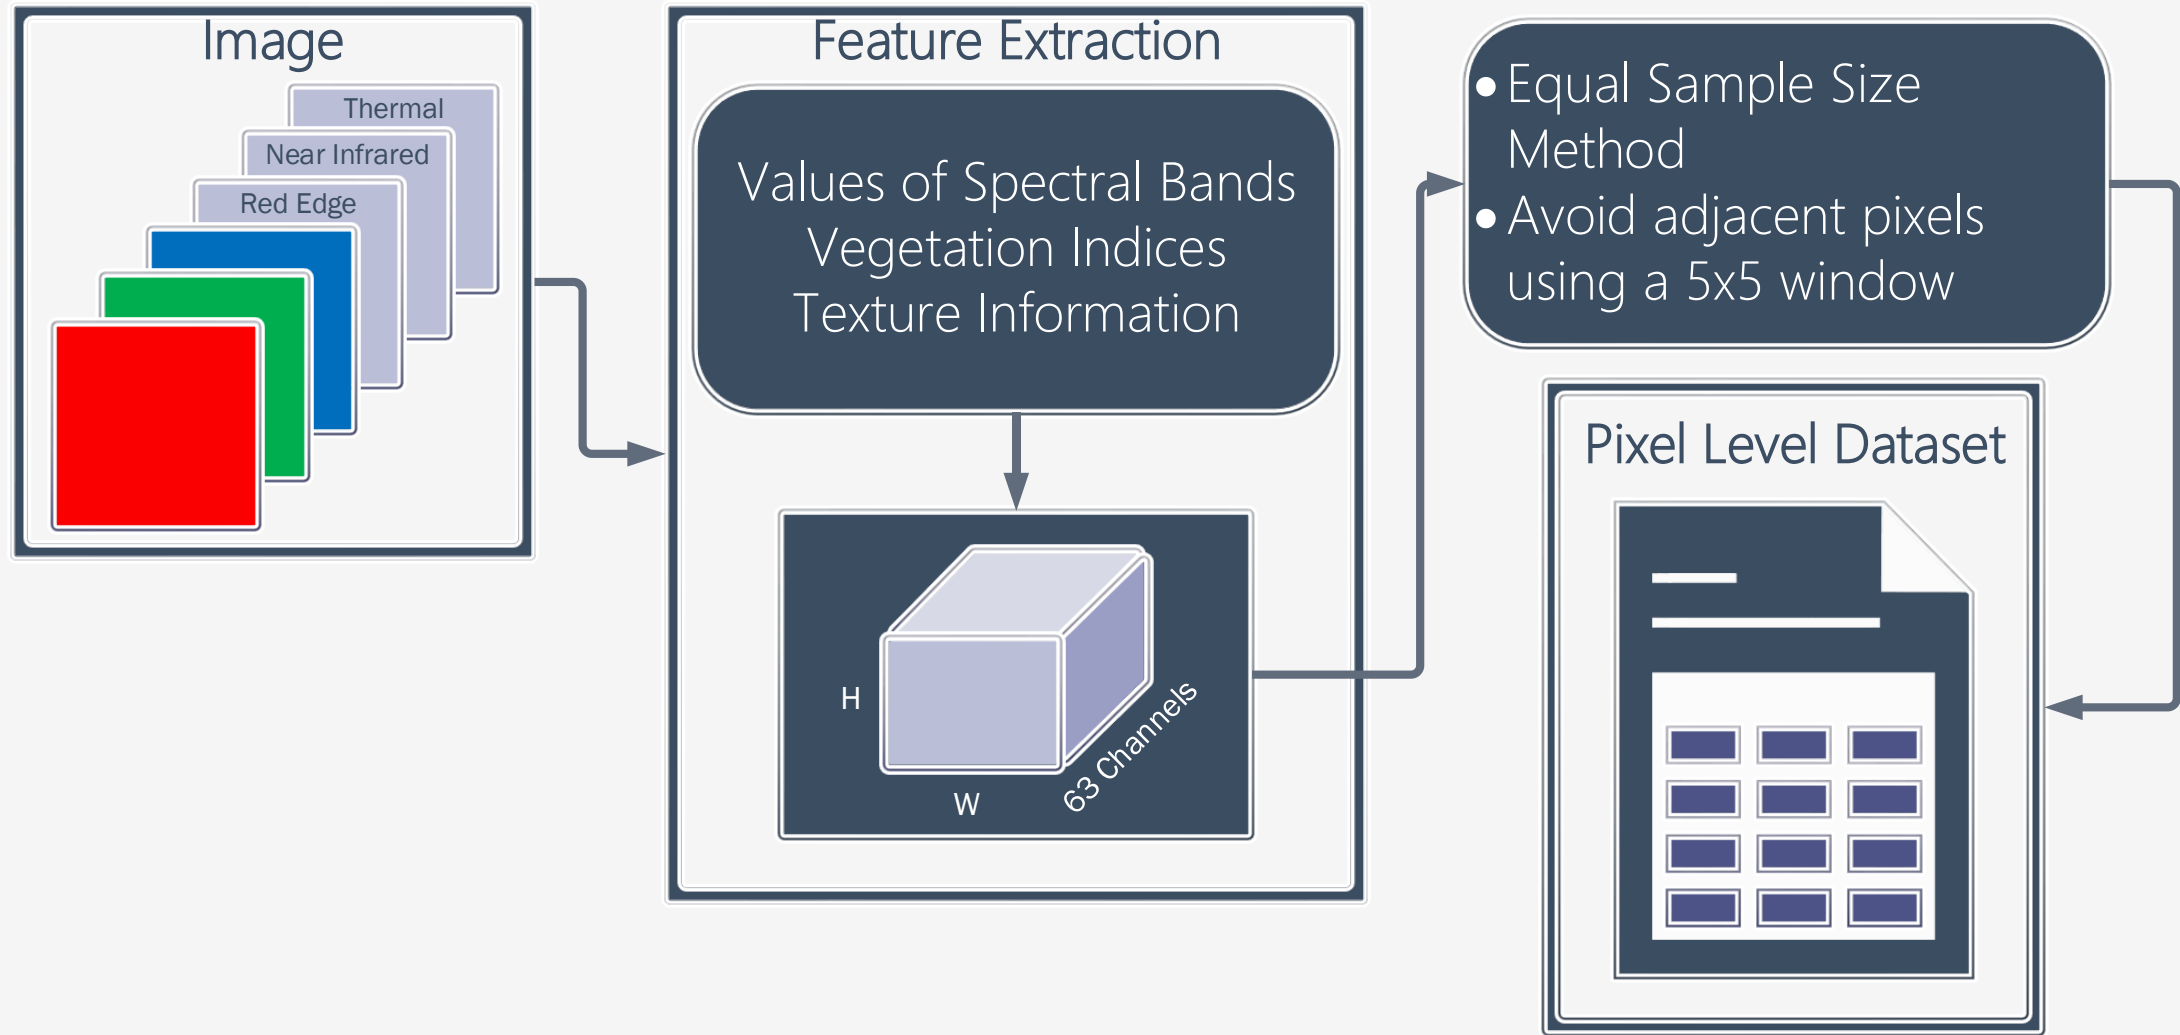 Image
Thermal
Near Infrared
Red Edge
Feature Extraction
Values of Spectral Bands
Vegetation Indices
Texture Information
H
W
63 Channels
• Equal Sample Size
Method
• Avoid adjacent pixels
using a 5x5 window
Pixel Level Dataset